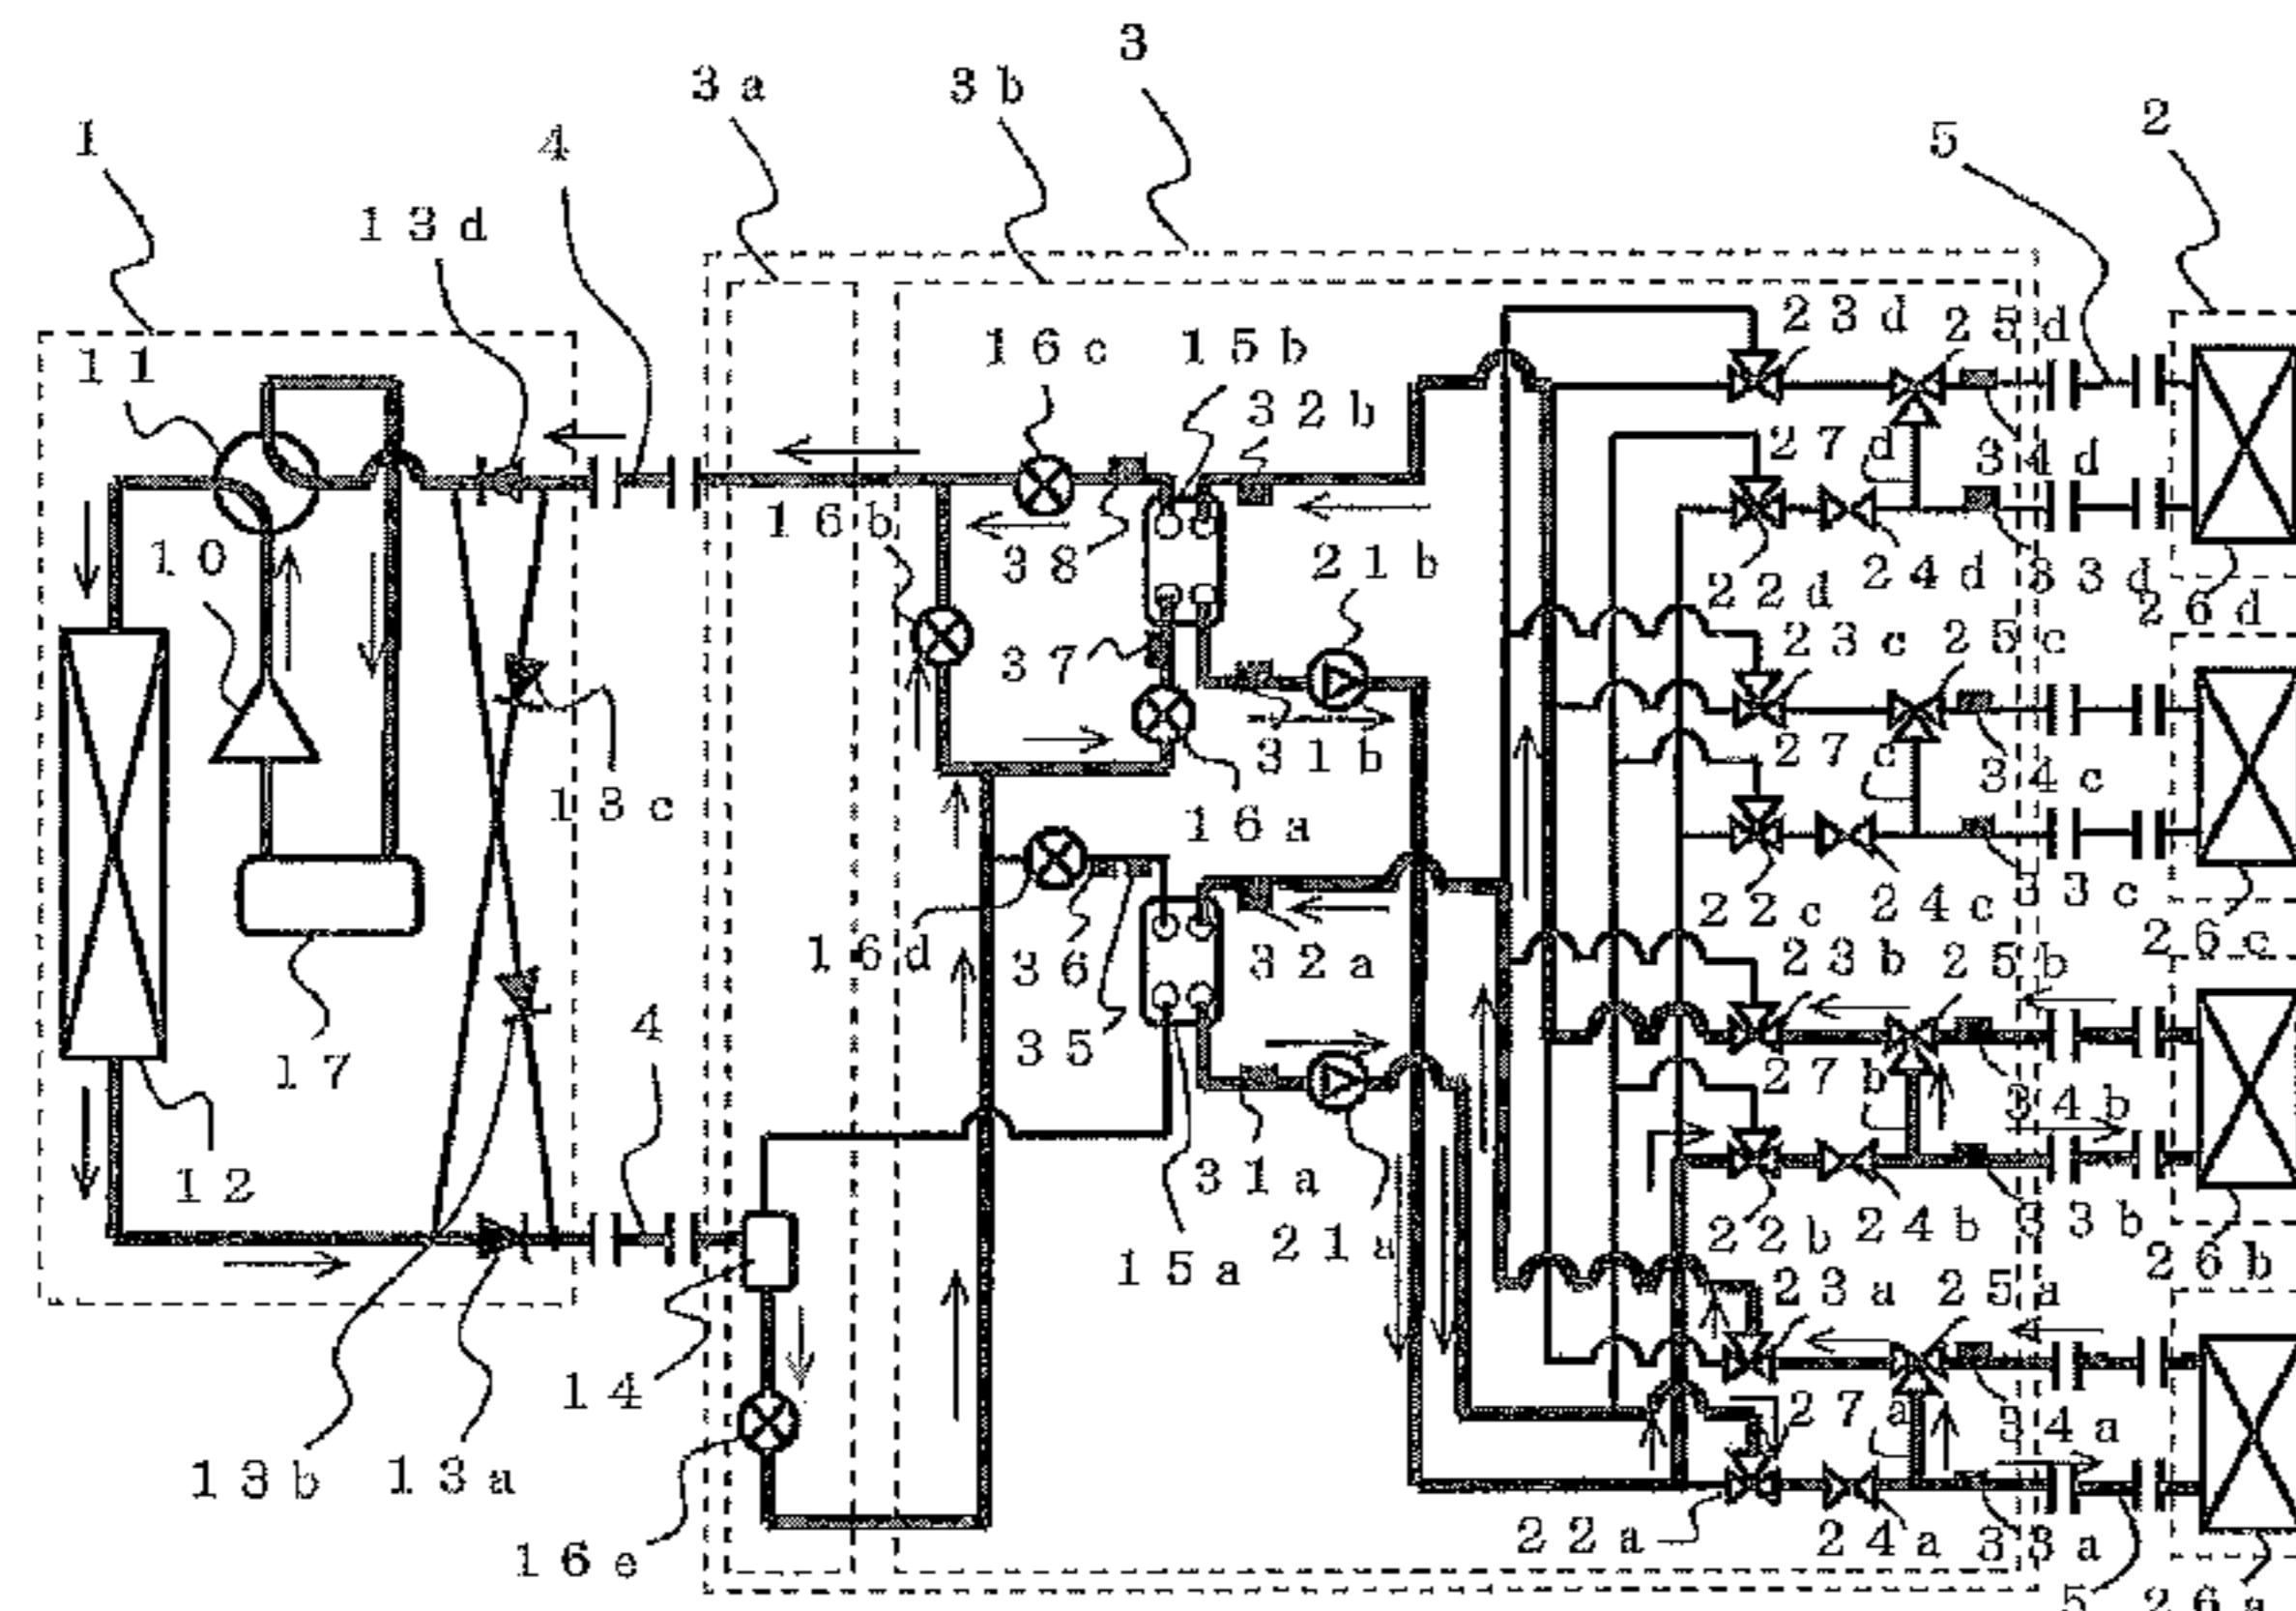 3
3a 3b
2
1 4 5
13d
23d 25d
11 16c 15b
32b
27d 34d
16b
10 38 21b
22d 24d 33d
26d
37 23c 25c
31b 27c 34c
13c 16a
22c 24c 33c
16d 36 32a 23b 25b 26c
35
4
17 27b 34b
12 31a
22b 24b 33b
15a 21a 26b
23a 25a
14
27a 34a
13b 13a
16e 22a 24a 33a
5 26a